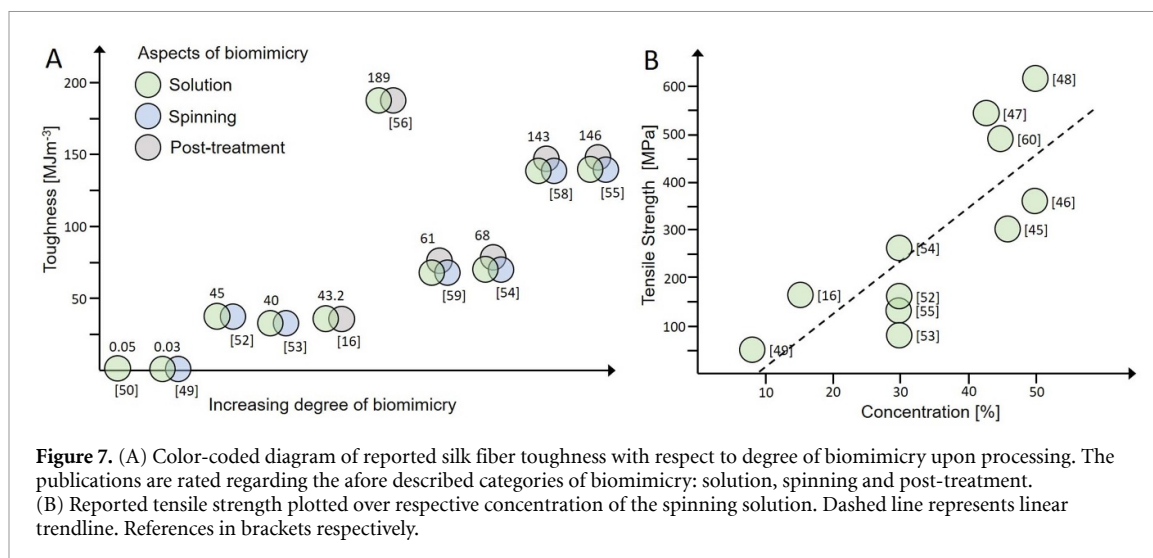 A
Aspects of biomimicry
Solution
Spinning
Post-treatment
Toughness [MJm-3]
200
150
100
50
0.05
[50]
0.03
[49]
45
[52]
40
[53]
43.2
[16]
189
[56]
61
[59]
68
[54]
143
[58]
146
[55]
Increasing degree of biomimicry
B
Tensile Strength [MPa]
600
500
400
300
200
100
[48]
[47]
[60]
[46]
[45]
[54]
[16]
[52]
[55]
[53]
[49]
10 20 30 40 50
Concentration [%]
Figure 7. (A) Color-coded diagram of reported silk fiber toughness with respect to degree of biomimicry upon processing. The
publications are rated regarding the afore described categories of biomimicry: solution, spinning and post-treatment.
(B) Reported tensile strength plotted over respective concentration of the spinning solution. Dashed line represents linear
trendline. References in brackets respectively.